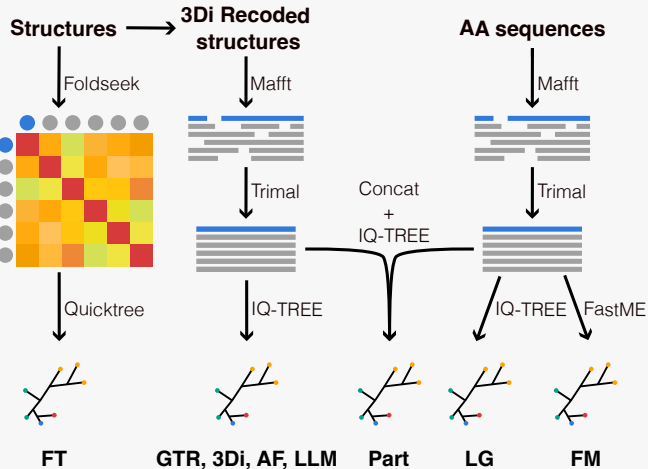 Structures
3Di Recoded
structures
AA sequences
Foldseek
Mafft
Mafft
Trimal
Concat
+
IQ-TREE
Trimal
Quicktree
IQ-TREE
IQ-TREE
FastME
FT
GTR, 3Di, AF, LLM
Part
LG
FM